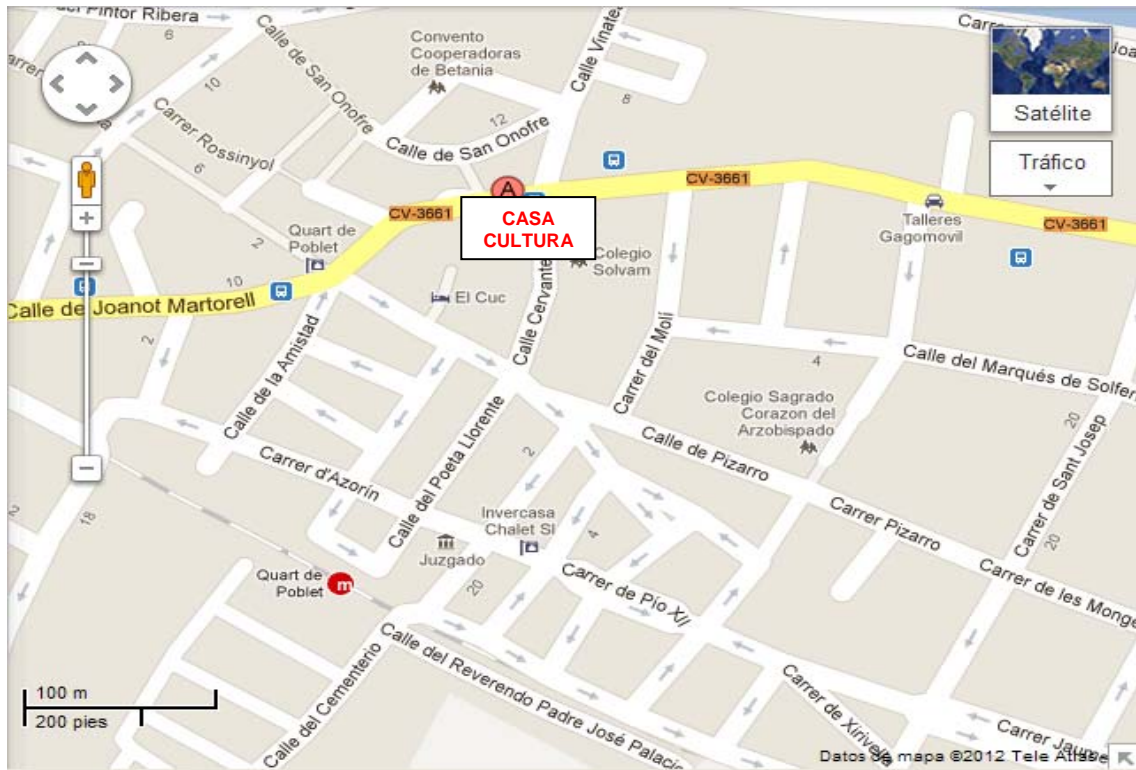 del Pintor Ribera
6
Calle de San Onofre
10
Carrer Rossinyol
6
Convento
Cooperadoras
de Betania
12
Calle de San Onofre
8
Satélite
Tráfico
A
CASA
CULTURA
CV-3661
CV-3661
CV-3661
Talleres
Gagomovil
Quart de
Poblet
2
10
Calle de Joanot Martorell
El Cuc
Colegio
Solvam
Calle Cervantes
2
Calle de la Amistad
Carrer del Molí
4
Calle del Marqués de Solfer
Colegio Sagrado
Corazon del
Arzobispado
20
Calle de Pizarro
Carrer de Sant Josep
Carrer d'Azorín
Calle del Poeta Llorente
2
18
Invercasa
Chalet Sl
4
Juzgado
Carrer Pizarro
20
Quart de
Poblet
m
20
Carrer de Pío XII
Carrer de les Monge
Calle del Cementerio
Calle del Reverendo Padre José Palacio
Carrer de Xirivella
Carrer Jaume
100 m
200 pies
Datos de mapa ©2012 Tele Atlas